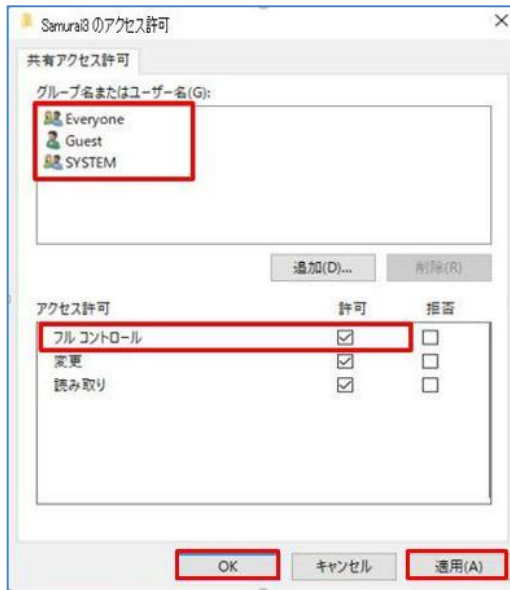 Samurai3 のアクセス許可
共有アクセス許可
グループ名またはユーザー名(G):
Everyone
Guest
SYSTEM
追加(D)... 削除(R)
アクセス許可 許可 拒否
フル コントロール
変更
読み取り
OK キャンセル 適用(A)